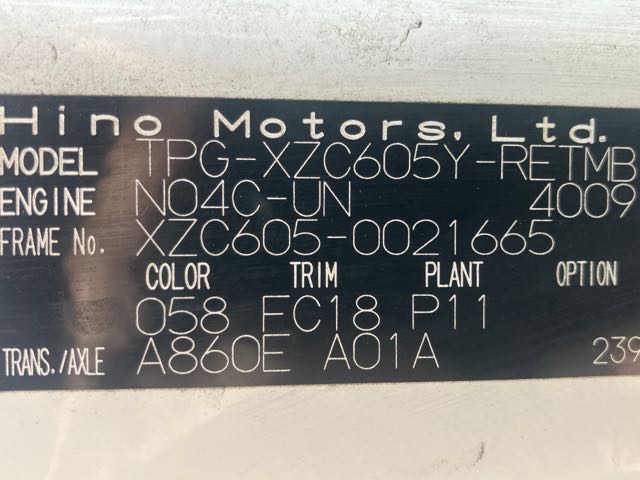 Hino Motors, Ltd.
MODEL TPG-XZC605Y-RETMB
ENGINE N04C-UN 4009
FRAME No. XZC605-0021665
COLOR TRIM PLANT OPTION
058 EC18 P11
TRANS./AXLE A860E A01A 239